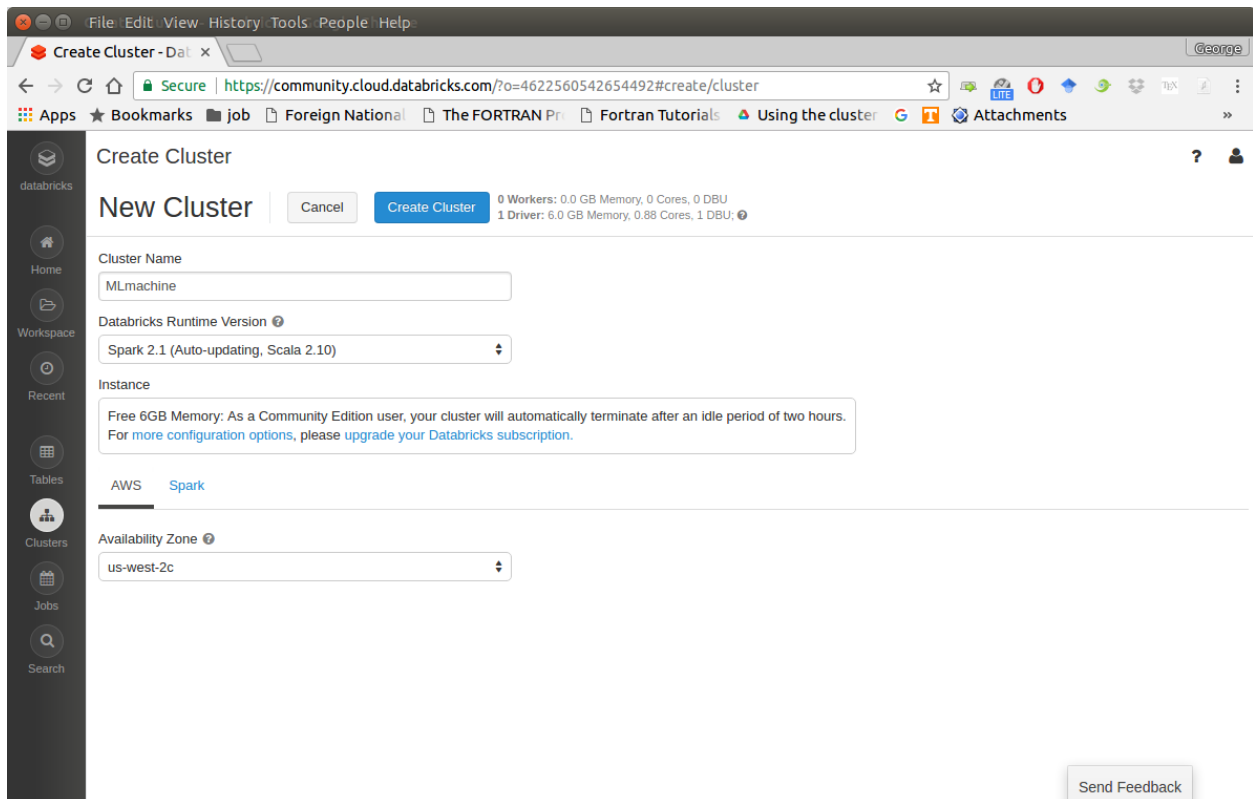 File Edit View History Tools People Help
Create Cluster - Dat
George
Secure https://community.cloud.databricks.com/?o=4622560542654492#create/cluster
LITE
TEX
Apps Bookmarks job Foreign National The FORTRAN Pr Fortran Tutorials Using the cluster G T Attachments »
databricks
Create Cluster
?
New Cluster
Cancel
Create Cluster
0 Workers: 0.0 GB Memory, 0 Cores, 0 DBU
1 Driver: 6.0 GB Memory, 0.88 Cores, 1 DBU;
Home
Cluster Name
MLmachine
Workspace
Databricks Runtime Version
Spark 2.1 (Auto-updating, Scala 2.10)
Recent
Instance
Free 6GB Memory: As a Community Edition user, your cluster will automatically terminate after an idle period of two hours.
For more configuration options, please upgrade your Databricks subscription.
Tables
AWS
Spark
Clusters
Availability Zone
us-west-2c
Jobs
Search
Send Feedback